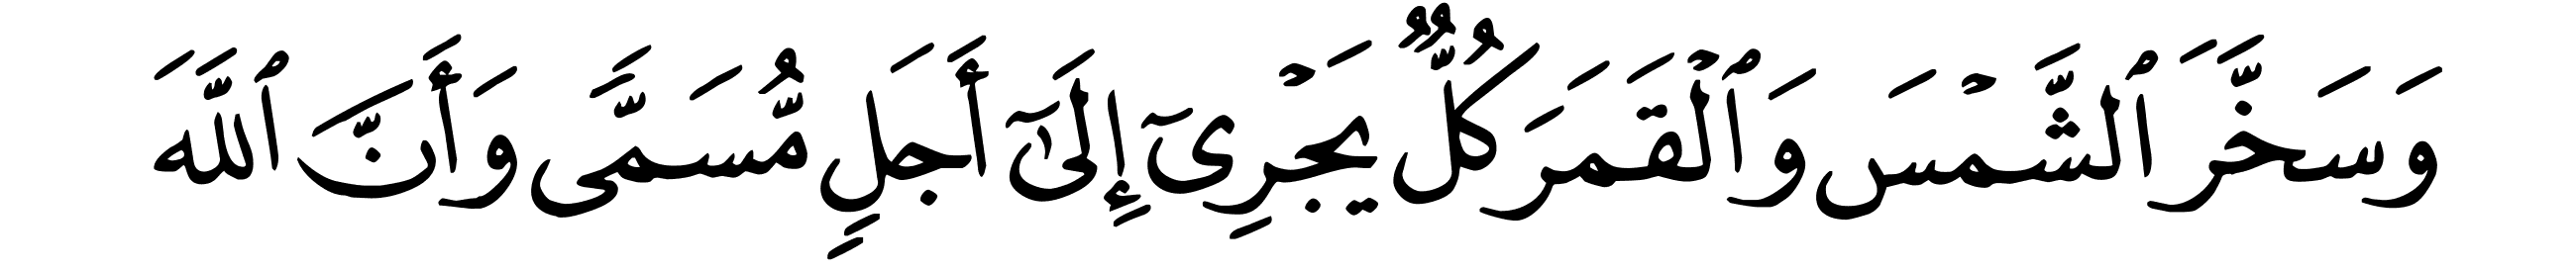 وَسَخَّرَ ٱلشَّمْسَ وَٱلْقَمَرَ كُلٌّ يَجْرِىٓ إِلَىٰٓ أَجَلٍ مُّسَمًّى وَأَنَّ ٱللَّهَ